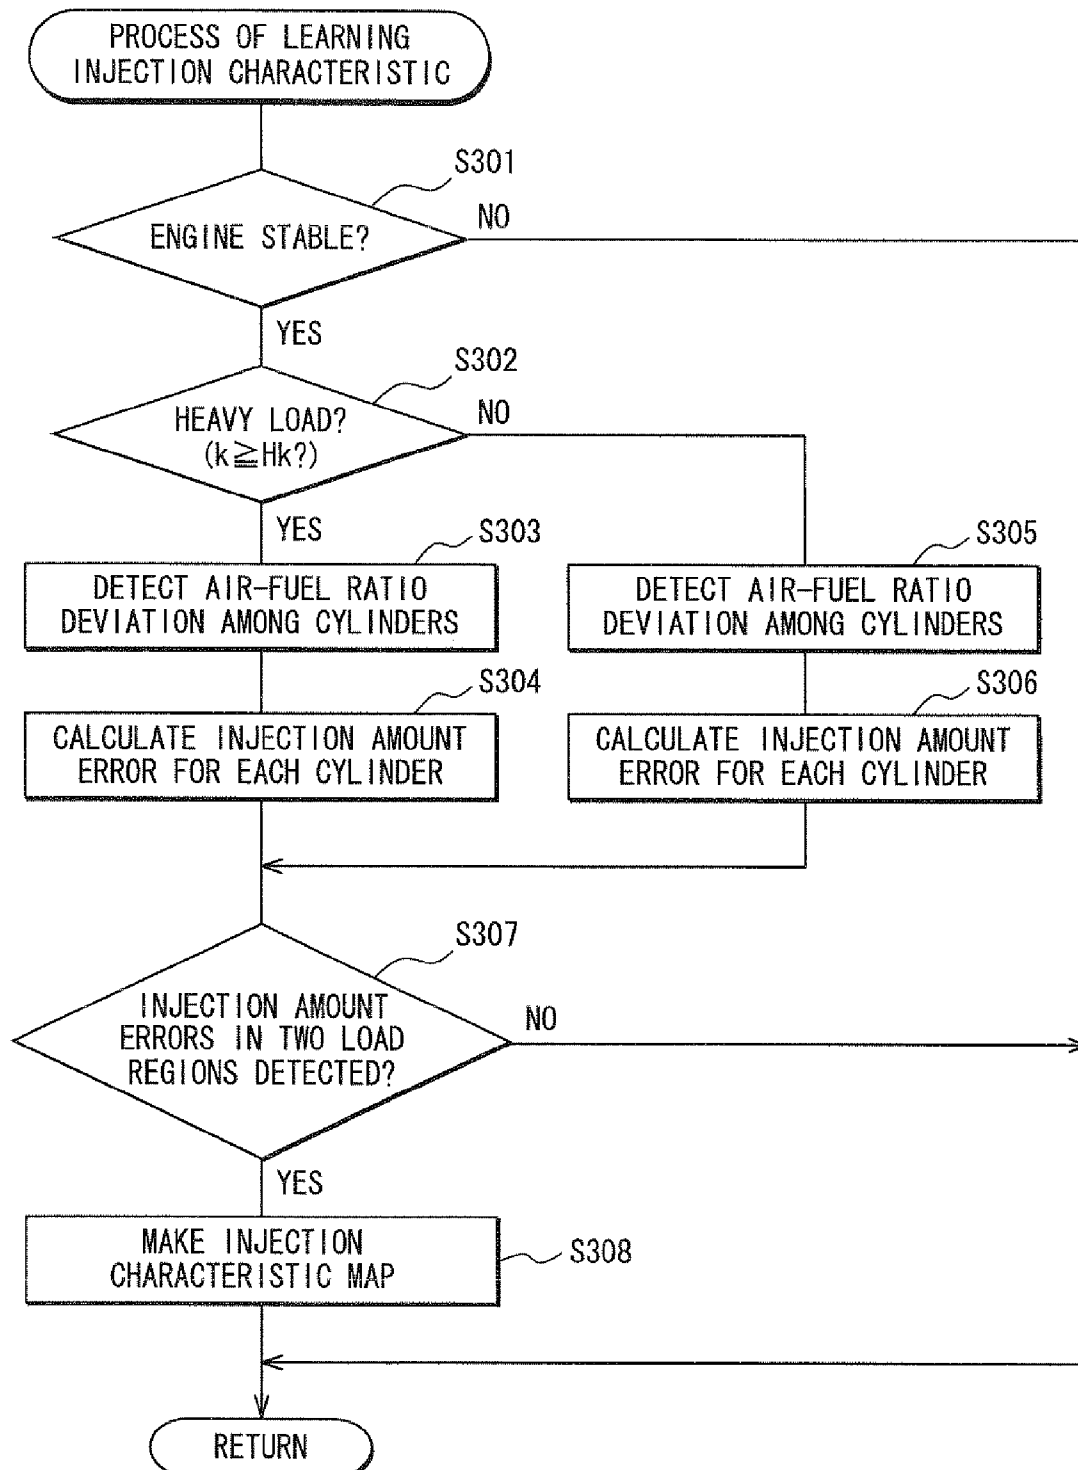 PROCESS OF LEARNING
INJECTION CHARACTERISTIC
S301
ENGINE STABLE?
NO
YES
S302
HEAVY LOAD?
(k≧Hk?)
NO
YES
S303
DETECT AIR-FUEL RATIO
DEVIATION AMONG CYLINDERS
S305
DETECT AIR-FUEL RATIO
DEVIATION AMONG CYLINDERS
S304
CALCULATE INJECTION AMOUNT
ERROR FOR EACH CYLINDER
S306
CALCULATE INJECTION AMOUNT
ERROR FOR EACH CYLINDER
S307
INJECTION AMOUNT
ERRORS IN TWO LOAD
REGIONS DETECTED?
NO
YES
MAKE INJECTION
CHARACTERISTIC MAP
S308
RETURN